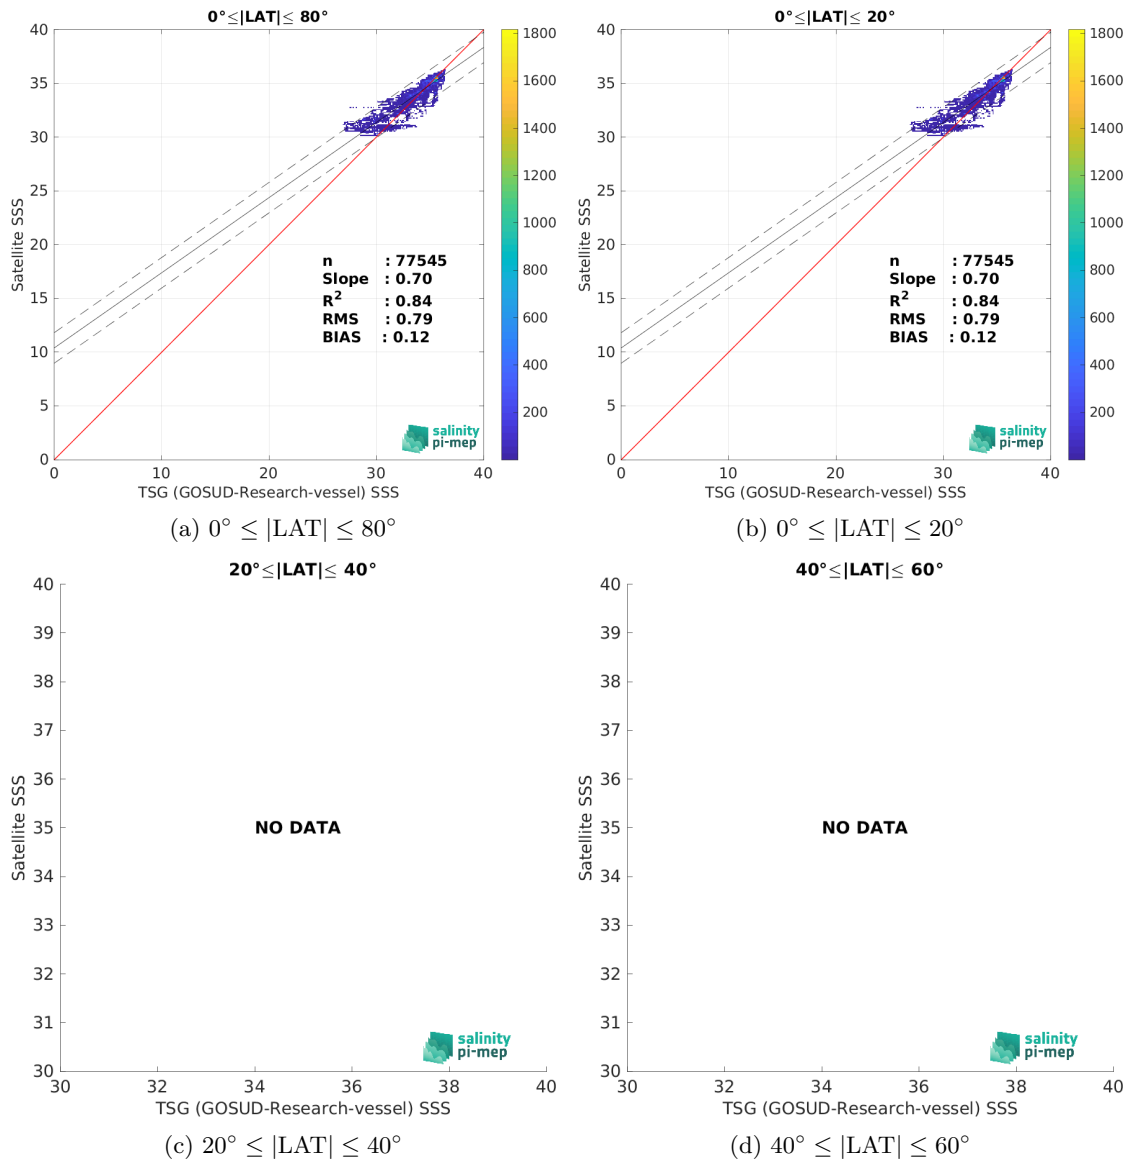 0°≤|LAT|≤ 80°
40
35
30
25
20
15
10
5
0
Satellite SSS
n : 77545
Slope : 0.70
R² : 0.84
RMS : 0.79
BIAS : 0.12
salinity
pi-mep
0 10 20 30 40
TSG (GOSUD-Research-vessel) SSS
1800
1600
1400
1200
1000
800
600
400
200
(a) 0° ≤ |LAT| ≤ 80°
0°≤|LAT|≤ 20°
40
35
30
25
20
15
10
5
0
Satellite SSS
n : 77545
Slope : 0.70
R² : 0.84
RMS : 0.79
BIAS : 0.12
salinity
pi-mep
0 10 20 30 40
TSG (GOSUD-Research-vessel) SSS
1800
1600
1400
1200
1000
800
600
400
200
(b) 0° ≤ |LAT| ≤ 20°
20°≤|LAT|≤ 40°
40
39
38
37
36
35
34
33
32
31
30
Satellite SSS
NO DATA
salinity
pi-mep
30 32 34 36 38 40
TSG (GOSUD-Research-vessel) SSS
(c) 20° ≤ |LAT| ≤ 40°
40°≤|LAT|≤ 60°
40
39
38
37
36
35
34
33
32
31
30
Satellite SSS
NO DATA
salinity
pi-mep
30 32 34 36 38 40
TSG (GOSUD-Research-vessel) SSS
(d) 40° ≤ |LAT| ≤ 60°